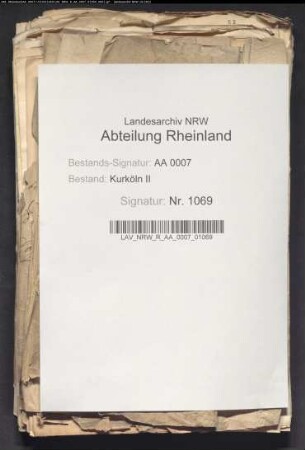 Landesarchiv NRW
Abteilung Rheinland
Bestands-Signatur: AA 0007
Bestand: Kurköln II
Signatur: Nr. 1069
LAV_NRW_R_AA_0007_01069